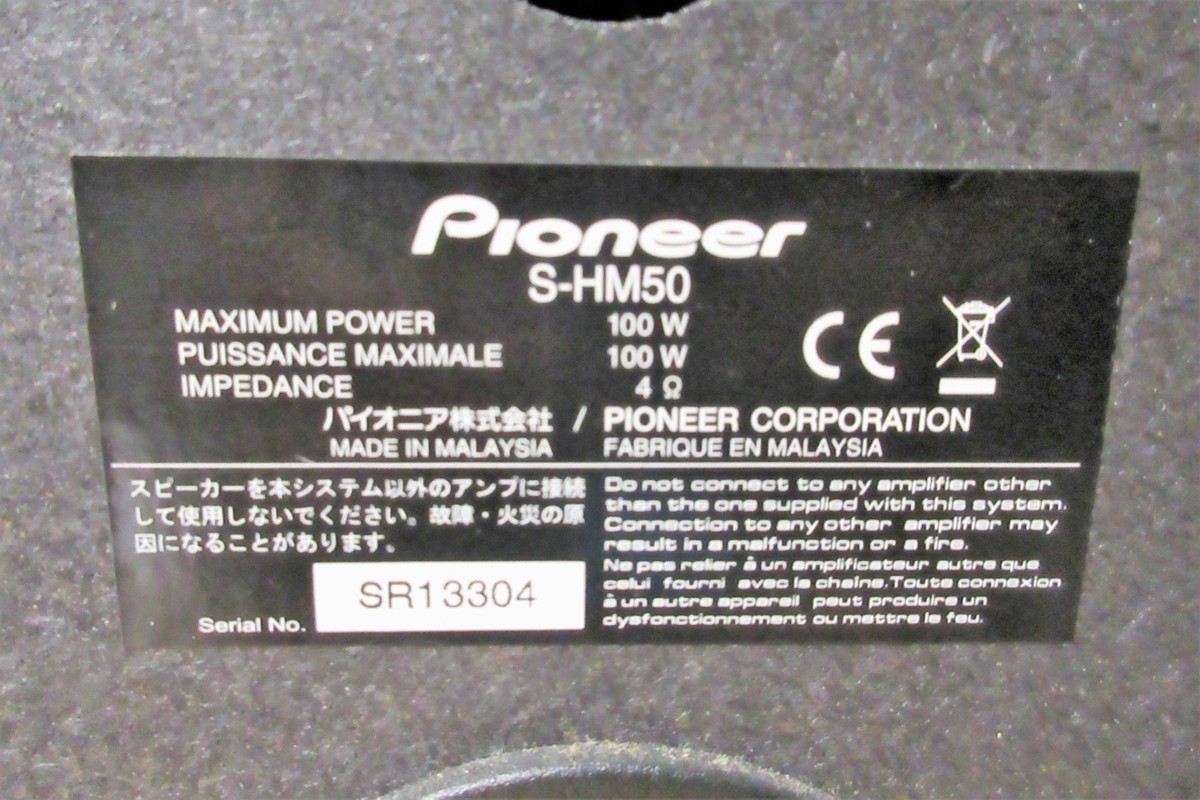 Pioneer
S-HM50
MAXIMUM POWER 100 W
PUISSANCE MAXIMALE 100 W
IMPEDANCE 4 Ω
CE
パイオニア株式会社 / PIONEER CORPORATION
MADE IN MALAYSIA FABRIQUE EN MALAYSIA
スピーカーを本システム以外のアンプに接続
して使用しないでください。故障・火災の原
因になることがあります。
Serial No. SR13304
Do not connect to any amplifier other
than the one supplied with this system.
Connection to any other amplifier may
result in a malfunction or a fire.
Ne pas relier à un amplificateur autre que
celui fourni avec la chaîne. Toute connexion
à un autre appareil peut produire un
dysfonctionnement ou mettre le feu.